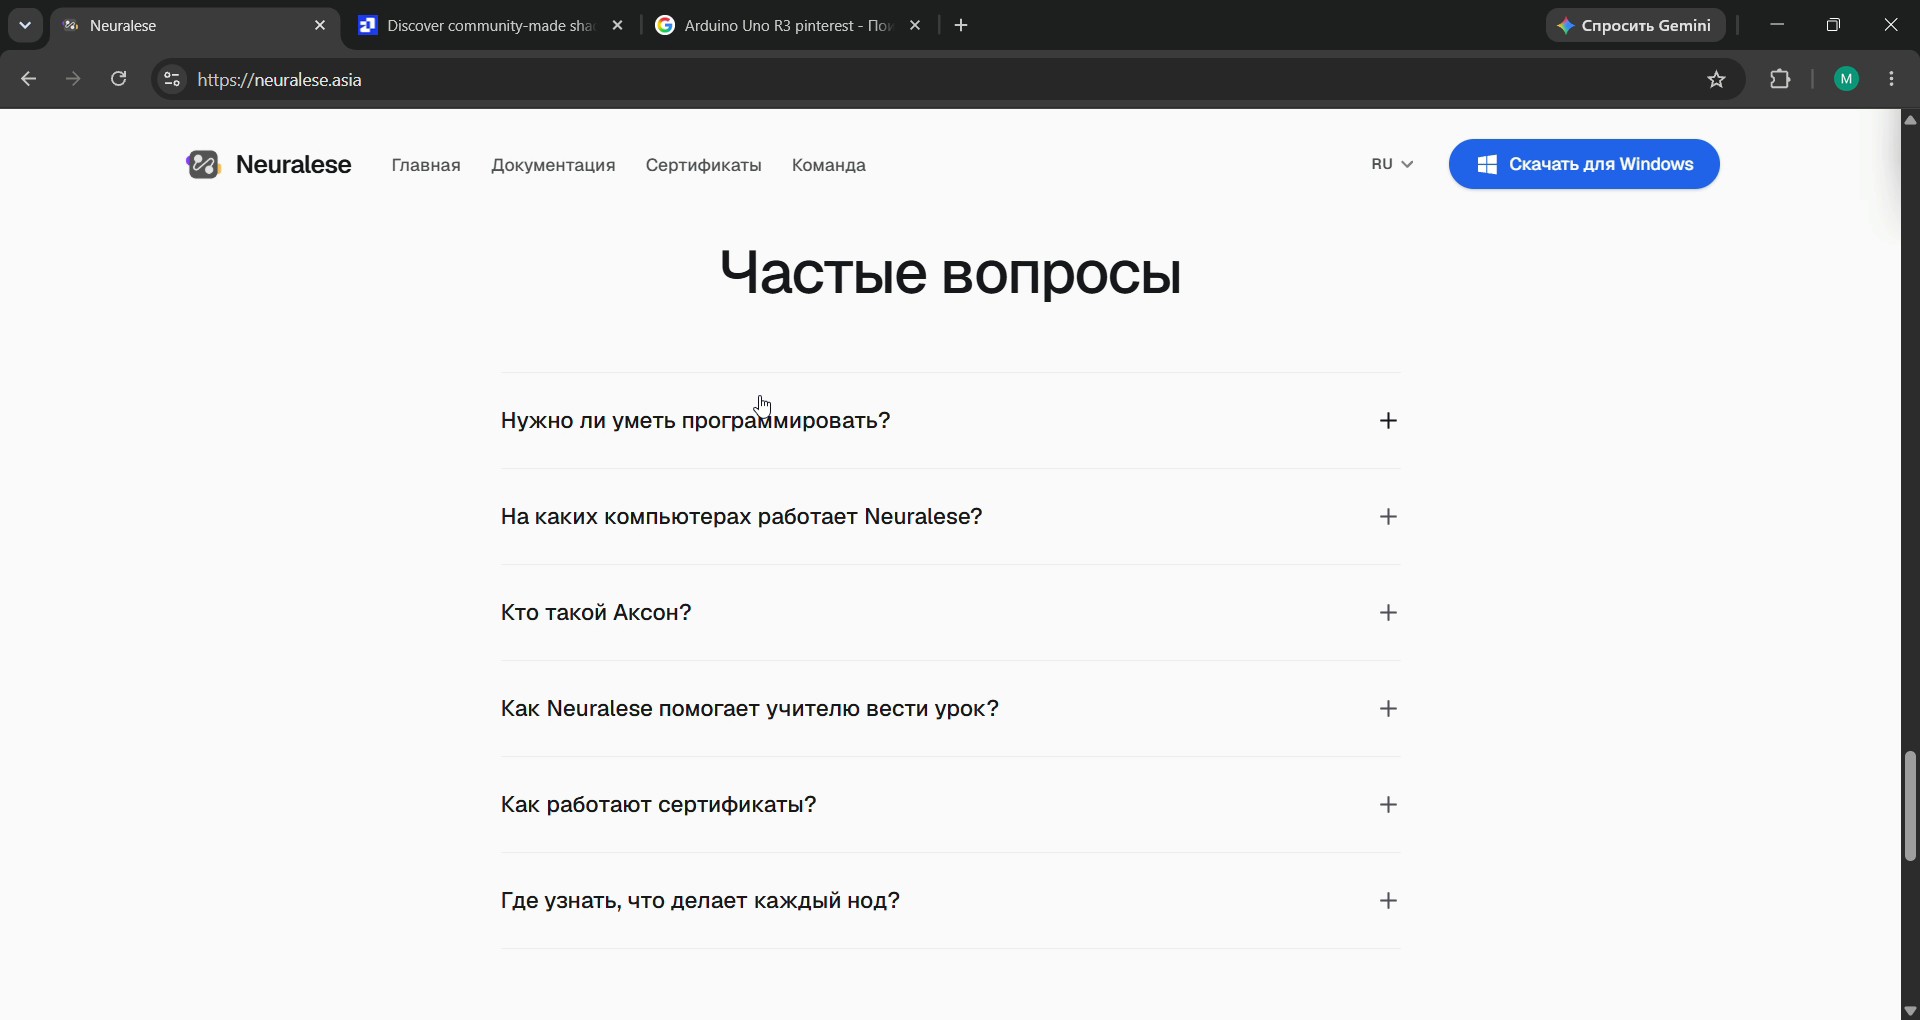 Neuralese
Discover community-made sha
Arduino Uno R3 pinterest - Пои
Спросить Gemini
https://neuralese.asia
M
Neuralese
Главная
Документация
Сертификаты
Команда
RU
Скачать для Windows
Частые вопросы
Нужно ли уметь программировать?
На каких компьютерах работает Neuralese?
Кто такой Аксон?
Как Neuralese помогает учителю вести урок?
Как работают сертификаты?
Где узнать, что делает каждый нод?